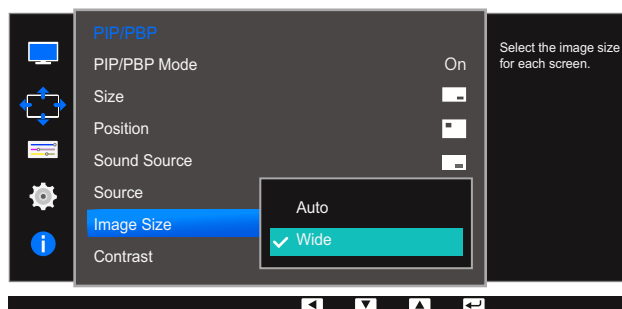 PIP/PBP
PIP/PBP Mode On
Size
Position
Sound Source
Source
Image Size
Contrast
Auto
Wide
Select the image size
for each screen.